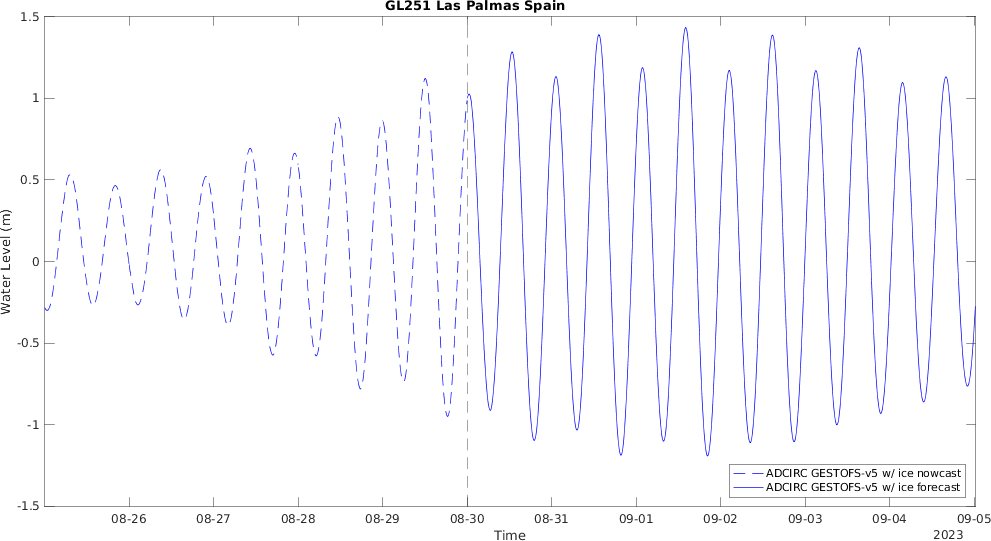 GL251 Las Palmas Spain
1.5
1
0.5
0
-0.5
-1
-1.5
Water Level (m)
08-26 08-27 08-28 08-29 08-30 08-31 09-01 09-02 09-03 09-04 09-05
Time
2023
ADCIRC GESTOFS-v5 w/ ice nowcast
ADCIRC GESTOFS-v5 w/ ice forecast